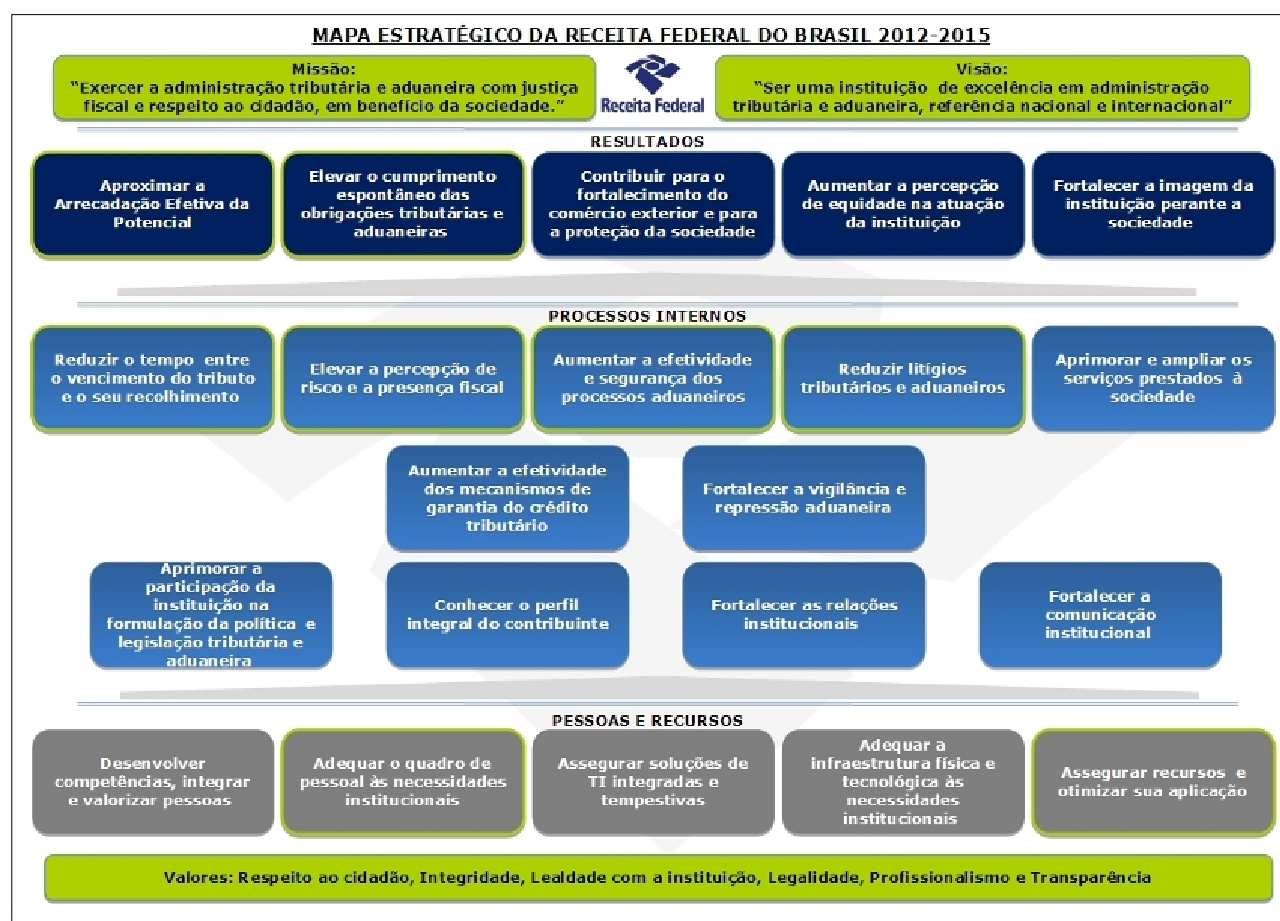 MAPA ESTRATÉGICO DA RECEITA FEDERAL DO BRASIL 2012-2015
Missão:
“Exercer a administração tributária e aduaneira com justiça
fiscal e respeito ao cidadão, em benefício da sociedade.”
Receita Federal
Visão:
“Ser uma instituição de excelência em administração
tributária e aduaneira, referência nacional e internacional”
RESULTADOS
Aproximar a
Arrecadação Efetiva da
Potencial
Elevar o cumprimento
espontâneo das
obrigações tributárias e
aduaneiras
Contribuir para o
fortalecimento do
comércio exterior e para
a proteção da sociedade
Aumentar a percepção
de equidade na atuação
da instituição
Fortalecer a imagem da
instituição perante a
sociedade
PROCESSOS INTERNOS
Reduzir o tempo entre
o vencimento do tributo
e o seu recolhimento
Elevar a percepção de
risco e a presença fiscal
Aumentar a efetividade
e segurança dos
processos aduaneiros
Reduzir litígios
tributários e aduaneiros
Aprimorar e ampliar os
serviços prestados à
sociedade
Aumentar a efetividade
dos mecanismos de
garantia do crédito
tributário
Fortalecer a vigilância e
repressão aduaneira
Aprimorar a
participação da
instituição na
formulação da política e
legislação tributária e
aduaneira
Conhecer o perfil
integral do contribuinte
Fortalecer as relações
institucionais
Fortalecer a
comunicação
institucional
PESSOAS E RECURSOS
Desenvolver
competências, integrar
e valorizar pessoas
Adequar o quadro de
pessoal às necessidades
institucionais
Assegurar soluções de
TI integradas e
tempestivas
Adequar a
infraestrutura física e
tecnológica às
necessidades
institucionais
Assegurar recursos e
otimizar sua aplicação
Valores: Respeito ao cidadão, Integridade, Lealdade com a instituição, Legalidade, Profissionalismo e Transparência